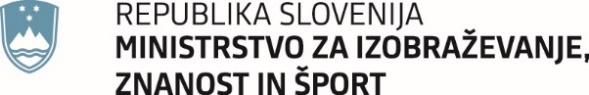 REPUBLIKA SLOVENIJA
MINISTRSTVO ZA IZOBRAŽEVANJE,
ZNANOST IN ŠPORT